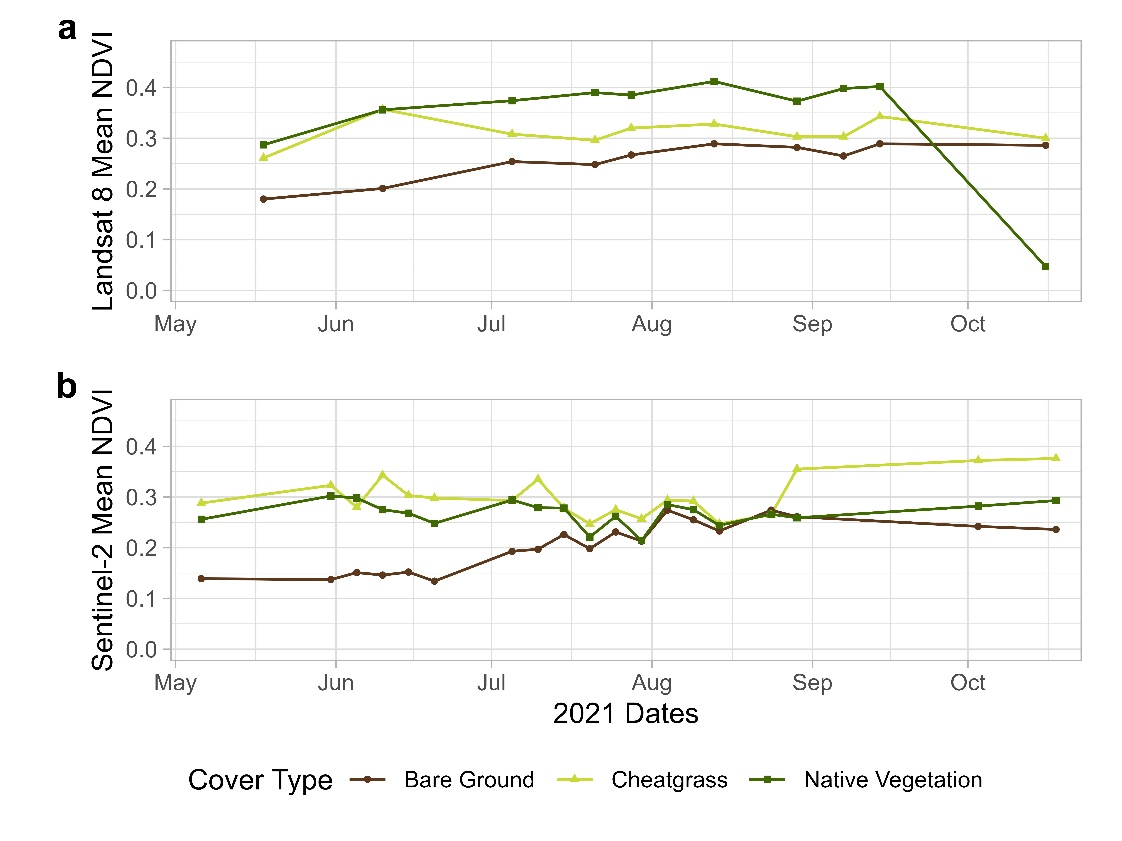 a
Landsat 8 Mean NDVI
0.4
0.3
0.2
0.1
0.0
May Jun Jul Aug Sep Oct
b
Sentinel-2 Mean NDVI
0.4
0.3
0.2
0.1
0.0
May Jun Jul Aug Sep Oct
2021 Dates
Cover Type Bare Ground Cheatgrass Native Vegetation